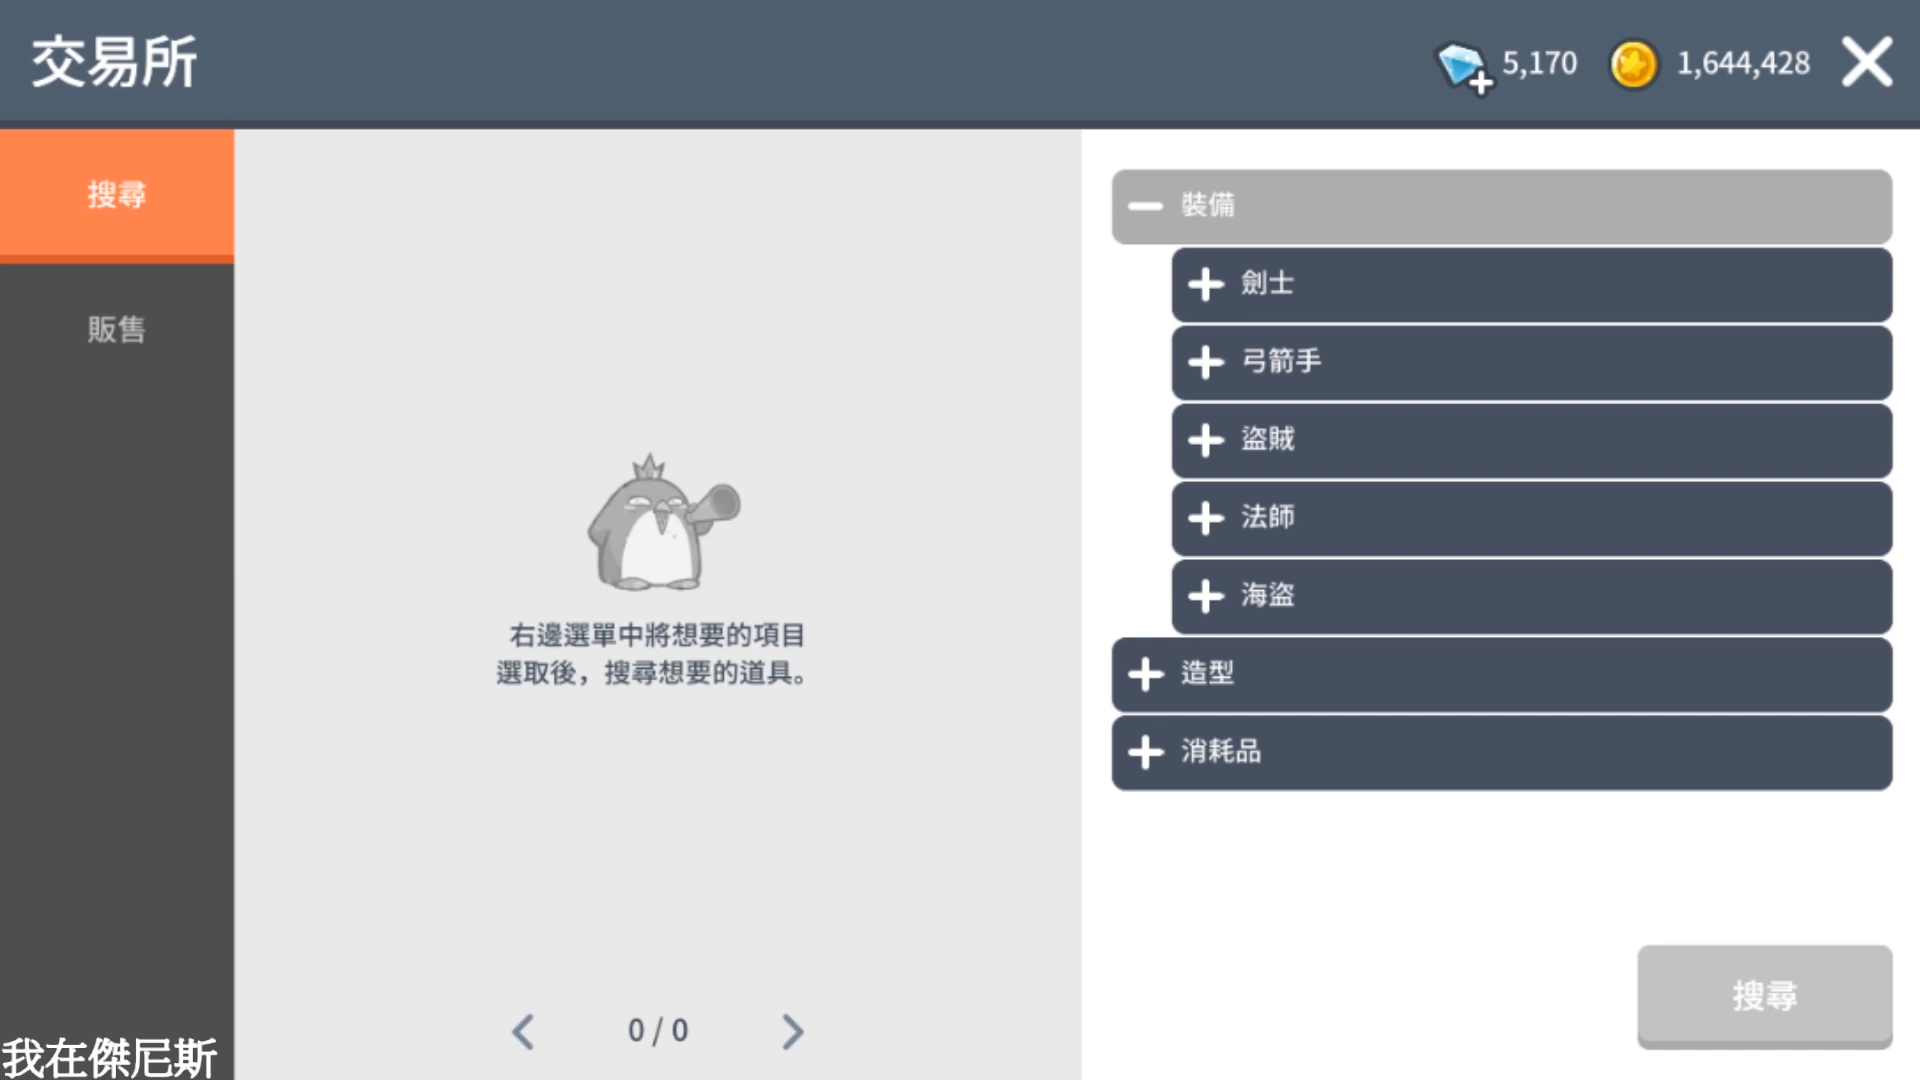 交易所
5,170
1,644,428
搜尋
販售
右邊選單中將想要的項目
選取後，搜尋想要的道具。
0 / 0
裝備
劍士
弓箭手
盜賊
法師
海盜
造型
消耗品
搜尋
我在傑尼斯